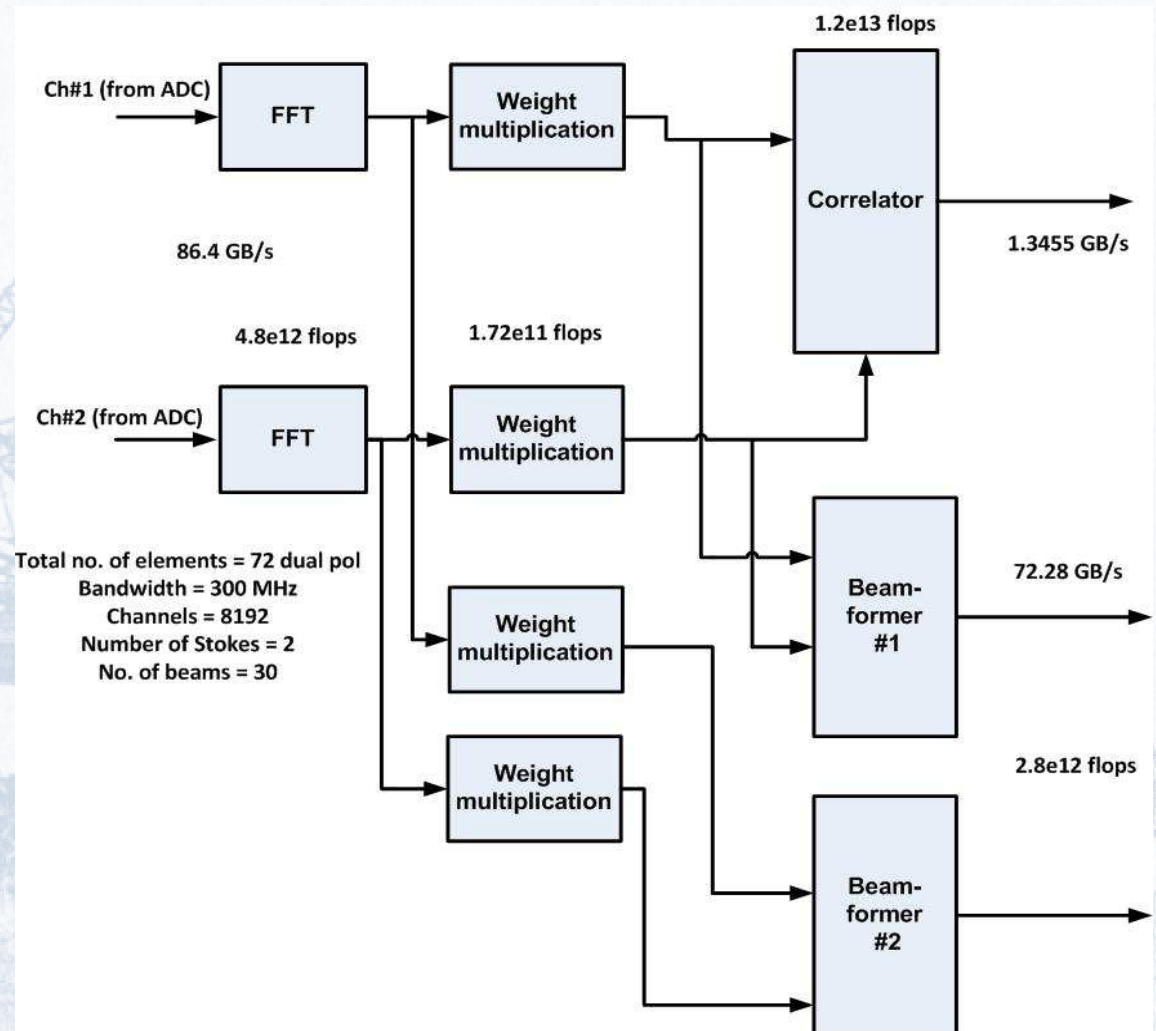 1.2e13 flops
Ch#1 (from ADC)
FFT
Weight
multiplication
Correlator
86.4 GB/s
1.3455 GB/s
4.8e12 flops
1.72e11 flops
Ch#2 (from ADC)
FFT
Weight
multiplication
Total no. of elements = 72 dual pol
Bandwidth = 300 MHz
Channels = 8192
Number of Stokes = 2
No. of beams = 30
Beam-
former
#1
72.28 GB/s
Weight
multiplication
Weight
multiplication
2.8e12 flops
Beam-
former
#2